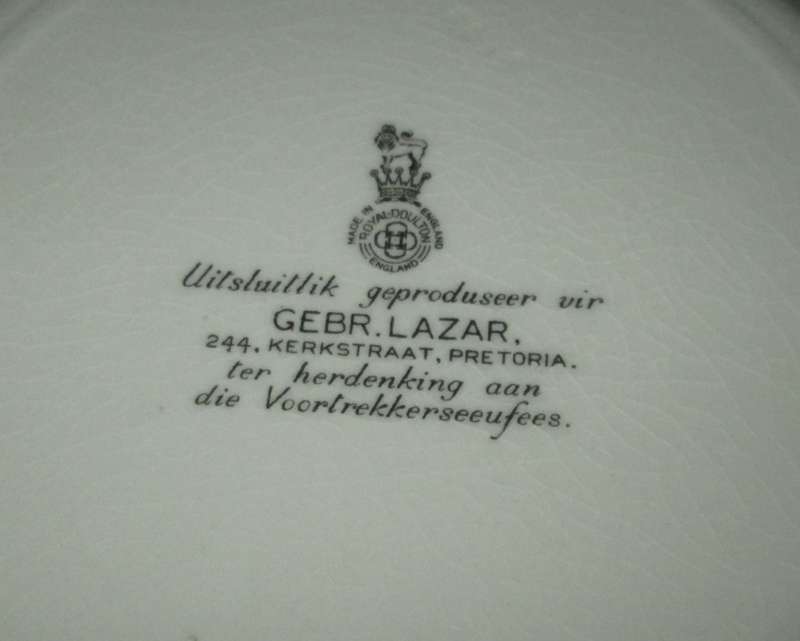 MADE IN ENGLAND
ROYAL-DOULTON
ENGLAND
Uitsluitlik geproduseer vir
GEBR. LAZAR,
244, KERKSTRAAT, PRETORIA.
ter herdenking aan
die Voortrekkerseeufees.